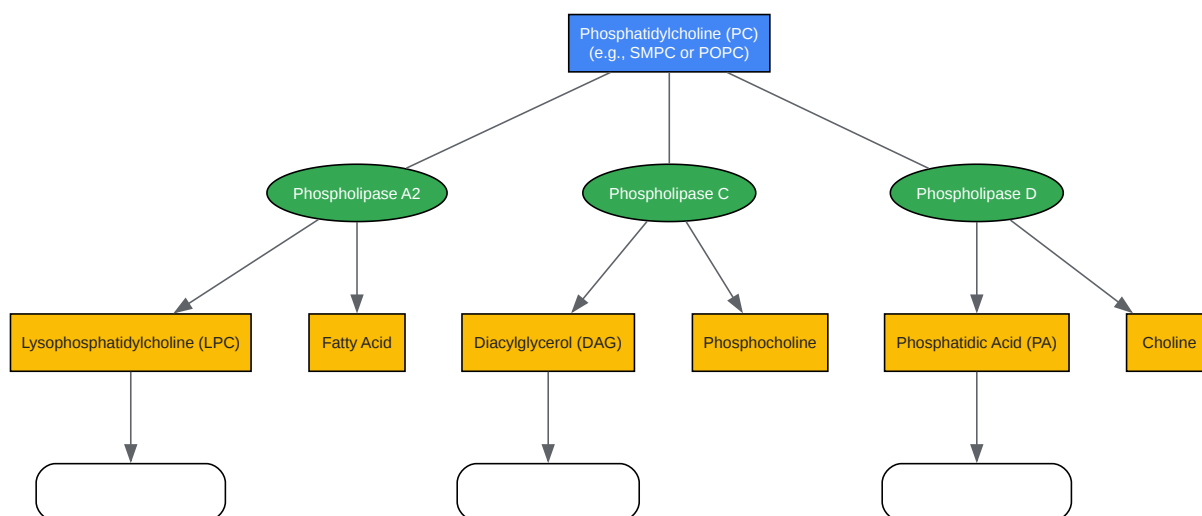 Phosphatidylcholine (PC)
(e.g., SMPC or POPC)
Phospholipase A2
Phospholipase C
Phospholipase D
Lysophosphatidylcholine (LPC)
Fatty Acid
Diacylglycerol (DAG)
Phosphocholine
Phosphatidic Acid (PA)
Choline